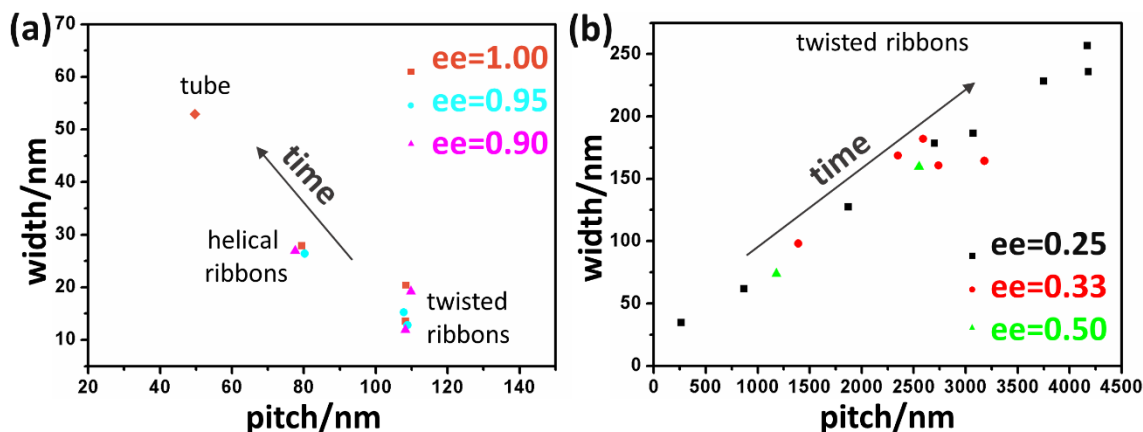 (a)
70
60
50
40
30
20
10
width/nm
20
40
60
80
100
120
140
pitch/nm
tube
time
helical
ribbons
twisted
ribbons
ee=1.00
ee=0.95
ee=0.90
(b)
250
200
150
100
50
0
width/nm
0
500
1000
1500
2000
2500
3000
3500
4000
4500
pitch/nm
twisted ribbons
time
ee=0.25
ee=0.33
ee=0.50